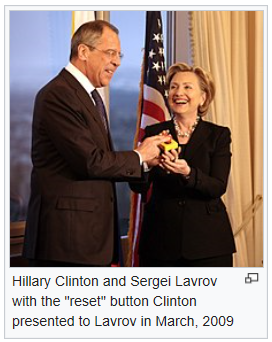 Hillary Clinton and Sergei Lavrov
with the "reset" button Clinton
presented to Lavrov in March, 2009